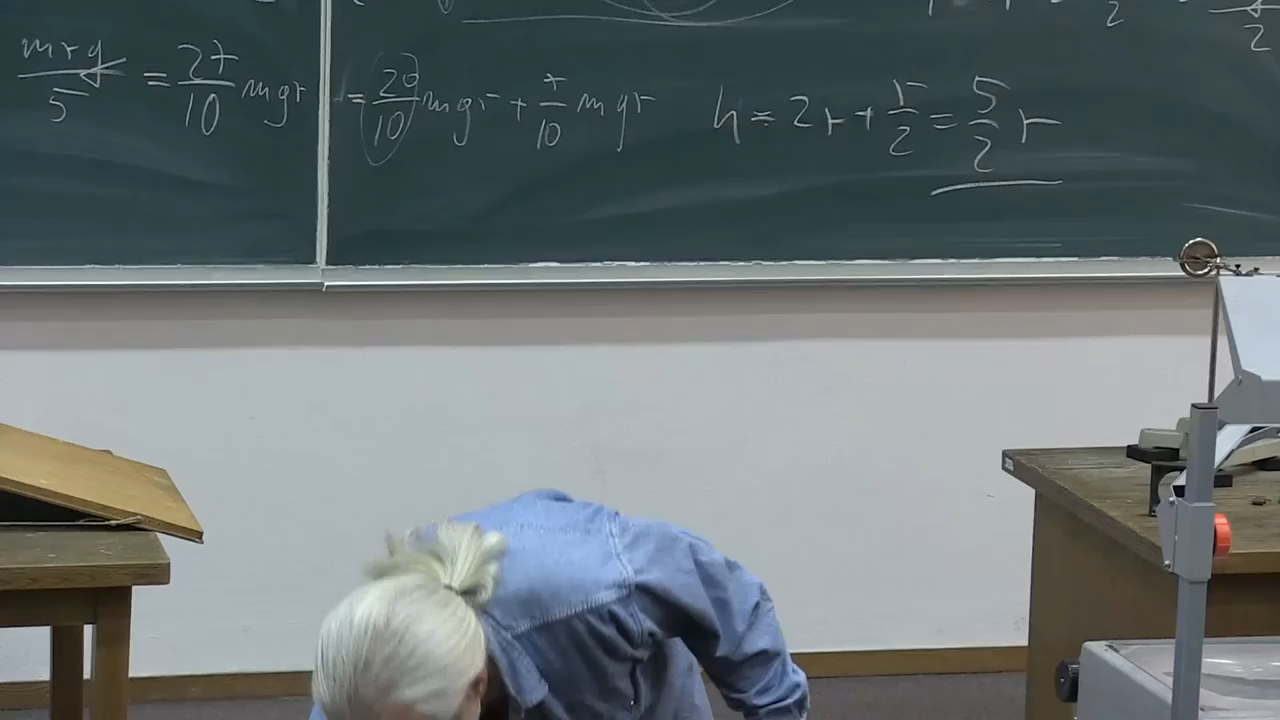 mrg/5 = 27/10 mgr = 20/10 mgr + 7/10 mgr
h = 2r + r/2 = 5/2 r